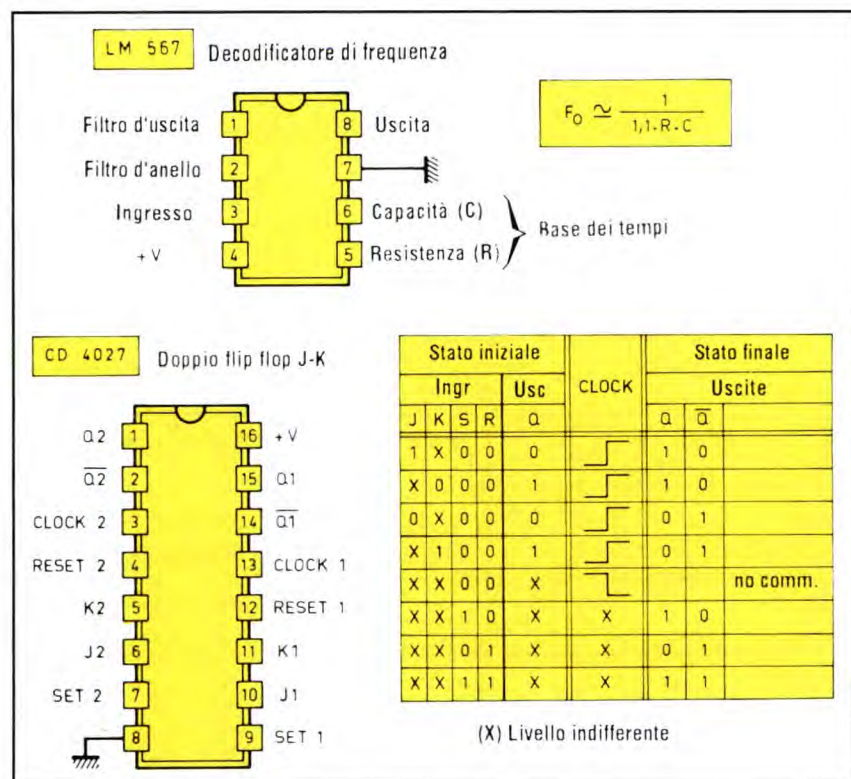 LM 567 Decodificatore di frequenza
F₀ ≃ 1 / 1,1·R·C
Filtro d'uscita 1 8 Uscita
Filtro d'anello 2 7
Ingresso 3 6 Capacità (C)
+V 4 5 Resistenza (R)
Base dei tempi
CD 4027 Doppio flip flop J-K
Q2 1 16 +V
Q̅2̅ 2 15 Q1
CLOCK 2 3 14 Q̅1̅
RESET 2 4 13 CLOCK 1
K2 5 12 RESET 1
J2 6 11 K1
SET 2 7 10 J1
8 9 SET 1
Stato iniziale CLOCK Stato finale
Ingr Usc Uscite
J K S R Q Q Q̅
1 X 0 0 0 1 0
X 0 0 0 1 1 0
0 X 0 0 0 0 1
X 1 0 0 1 0 1
X X 0 0 X no comm.
X X 1 0 X X 1 0
X X 0 1 X X 0 1
X X 1 1 X X 1 1
(X) Livello indifferente